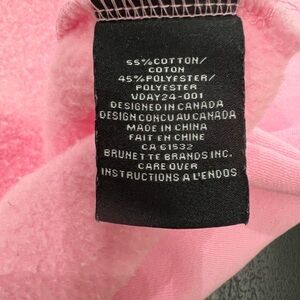 55%COTTON/
COTON
45%POLYESTER/
POLYESTER
VDAY24-001
DESIGNED IN CANADA
DESIGN CONCU AU CANADA
MADE IN CHINA
FAIT EN CHINE
CA 61532
BRUNETTE BRANDS INC.
CARE OVER
INSTRUCTIONS A L'ENDOS